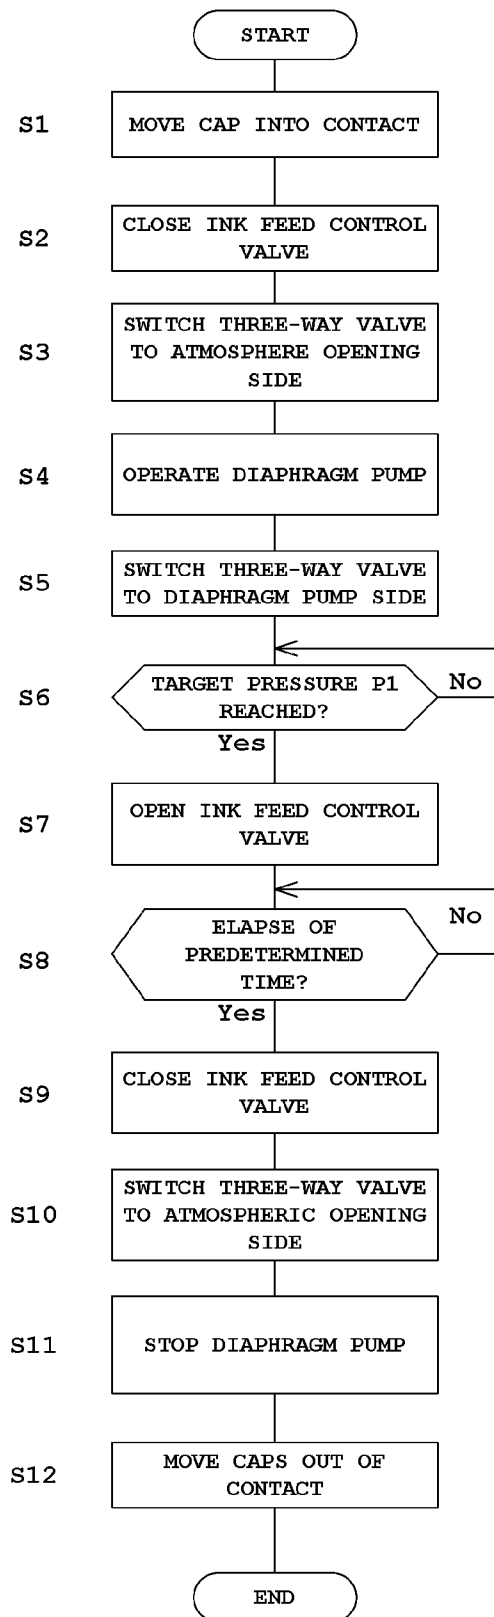 START
S1
MOVE CAP INTO CONTACT
S2
CLOSE INK FEED CONTROL
VALVE
S3
SWITCH THREE-WAY VALVE
TO ATMOSPHERE OPENING
SIDE
S4
OPERATE DIAPHRAGM PUMP
S5
SWITCH THREE-WAY VALVE
TO DIAPHRAGM PUMP SIDE
S6
TARGET PRESSURE P1
REACHED?
No
Yes
S7
OPEN INK FEED CONTROL
VALVE
S8
ELAPSE OF
PREDETERMINED
TIME?
No
Yes
S9
CLOSE INK FEED CONTROL
VALVE
S10
SWITCH THREE-WAY VALVE
TO ATMOSPHERIC OPENING
SIDE
S11
STOP DIAPHRAGM PUMP
S12
MOVE CAPS OUT OF
CONTACT
END